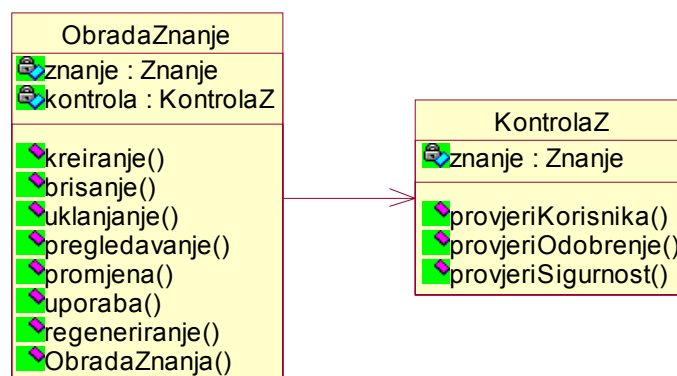 ObradaZnanje
znanje : Znanje
kontrola : KontrolaZ
kreiranje()
brisanje()
uklanjanje()
pregledavanje()
promjena()
uporaba()
regeneriranje()
ObradaZnanja()
KontrolaZ
znanje : Znanje
provjeriKorisnika()
provjeriOdobrenje()
provjeriSigurnost()